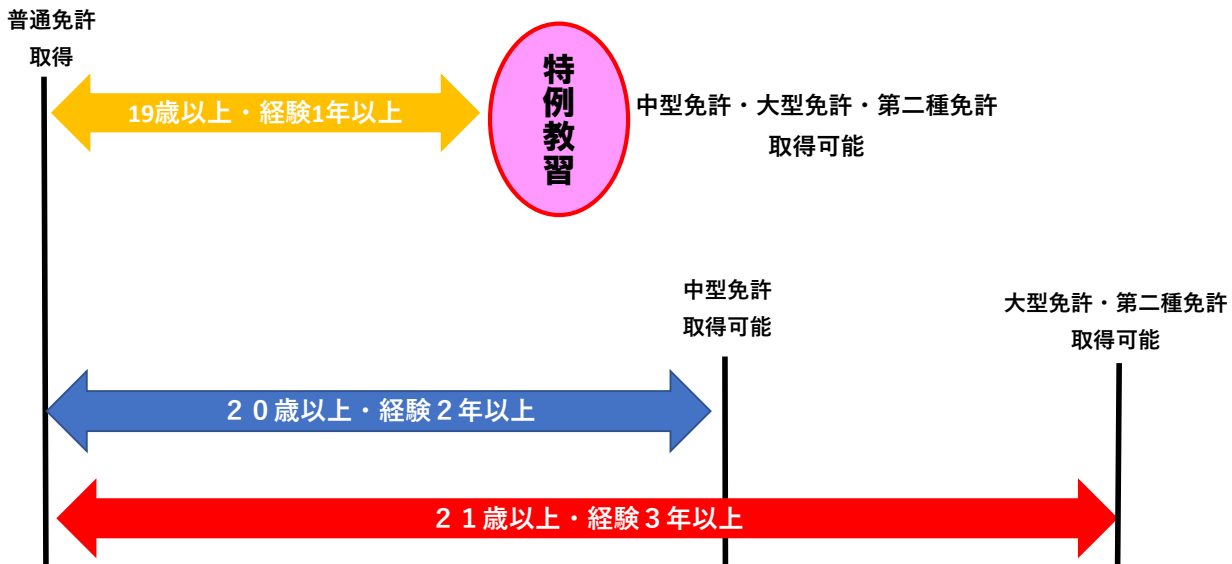 普通免許
取得
19歳以上・経験1年以上
特例教習
中型免許・大型免許・第二種免許
取得可能
中型免許
取得可能
大型免許・第二種免許
取得可能
２０歳以上・経験２年以上
２１歳以上・経験３年以上